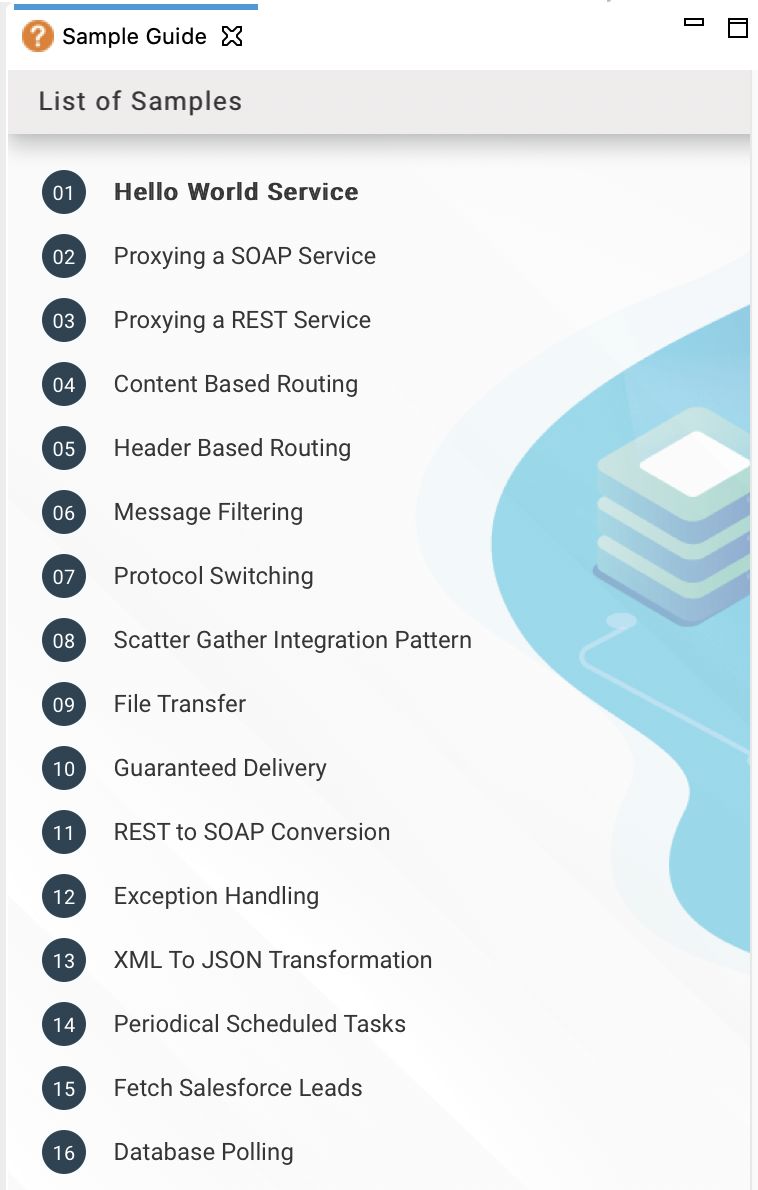 Sample Guide
List of Samples
01 Hello World Service
02 Proxying a SOAP Service
03 Proxying a REST Service
04 Content Based Routing
05 Header Based Routing
06 Message Filtering
07 Protocol Switching
08 Scatter Gather Integration Pattern
09 File Transfer
10 Guaranteed Delivery
11 REST to SOAP Conversion
12 Exception Handling
13 XML To JSON Transformation
14 Periodical Scheduled Tasks
15 Fetch Salesforce Leads
16 Database Polling